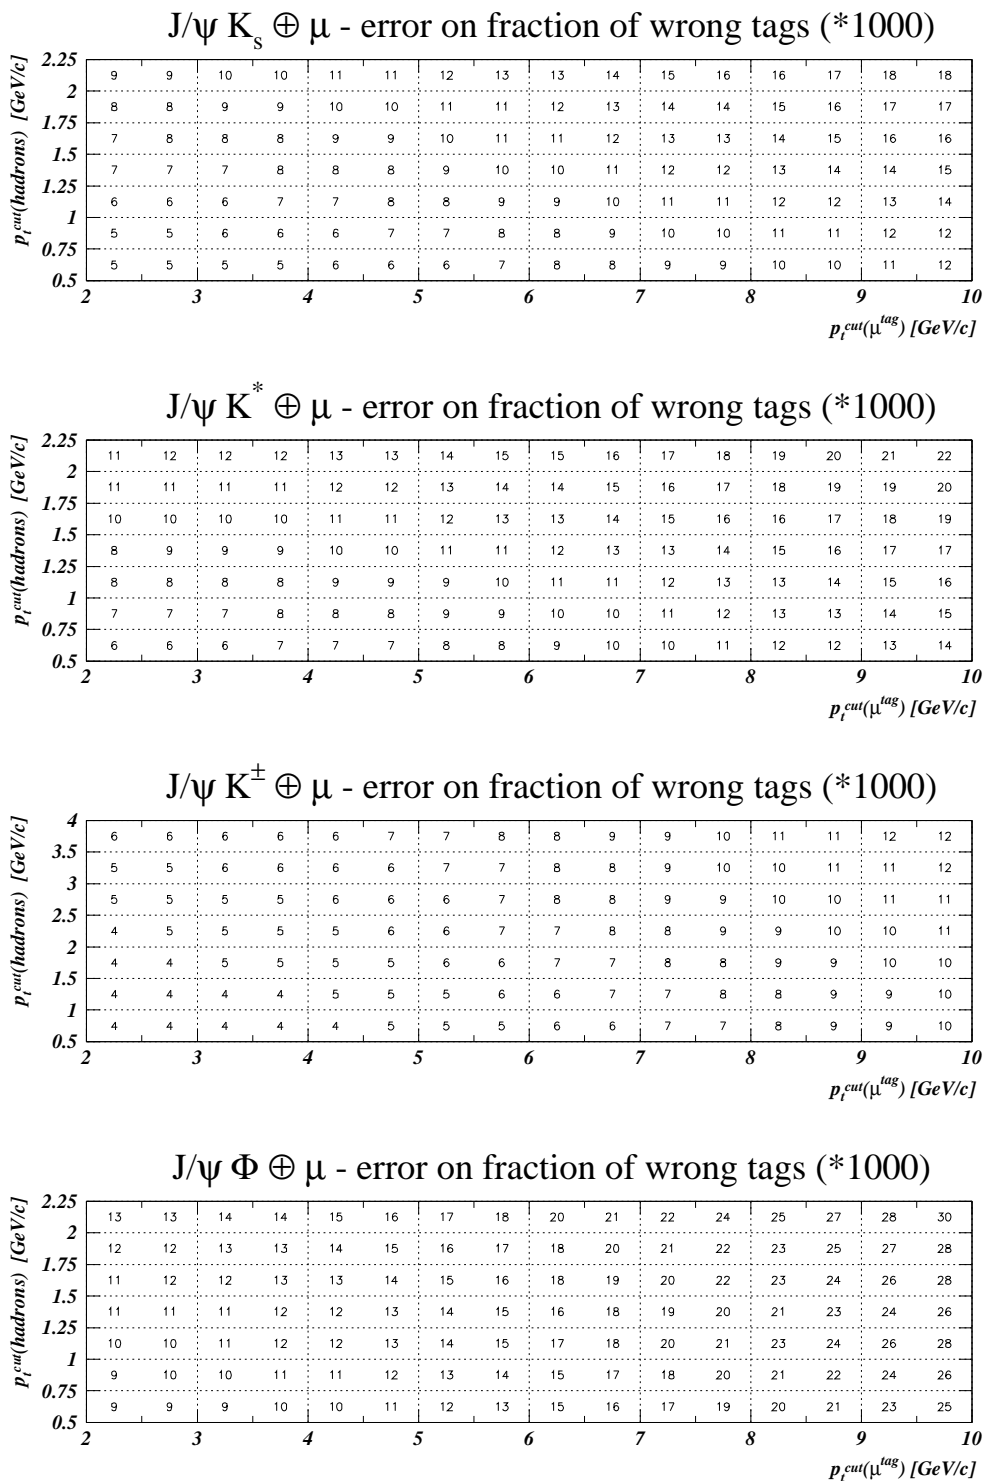 J/ψ Ks ⊕ μ - error on fraction of wrong tags (*1000)
pt^cut(hadrons) [GeV/c]
2.25
9 9 10 10 11 11 12 13 13 14 15 16 16 17 18 18
2
8 8 9 9 10 10 11 11 12 13 14 14 15 16 17 17
1.75
7 8 8 8 9 9 10 11 11 12 13 13 14 15 16 16
1.5
7 7 7 8 8 8 9 10 10 11 12 12 13 14 14 15
1.25
6 6 6 7 7 8 8 9 9 10 11 11 12 12 13 14
1
5 5 6 6 6 7 7 8 8 9 10 10 11 11 12 12
0.75
5 5 5 5 6 6 6 7 8 8 9 9 10 10 11 12
0.5
2 3 4 5 6 7 8 9 10
pt^cut(μ^tag) [GeV/c]
J/ψ K* ⊕ μ - error on fraction of wrong tags (*1000)
pt^cut(hadrons) [GeV/c]
2.25
11 12 12 12 13 13 14 15 15 16 17 18 19 20 21 22
2
11 11 11 11 12 12 13 14 14 15 16 17 18 19 19 20
1.75
10 10 10 10 11 11 12 13 13 14 15 16 16 17 18 19
1.5
8 9 9 9 10 10 11 11 12 13 13 14 15 16 17 17
1.25
8 8 8 8 9 9 9 10 11 11 12 13 13 14 15 16
1
7 7 7 8 8 8 9 9 10 10 11 12 13 13 14 15
0.75
6 6 6 7 7 7 8 8 9 10 10 11 12 12 13 14
0.5
2 3 4 5 6 7 8 9 10
pt^cut(μ^tag) [GeV/c]
J/ψ K± ⊕ μ - error on fraction of wrong tags (*1000)
pt^cut(hadrons) [GeV/c]
4
6 6 6 6 6 7 7 8 8 9 9 10 11 11 12 12
3.5
5 5 6 6 6 6 7 7 8 8 9 10 10 11 11 12
3
5 5 5 5 6 6 6 7 8 8 9 9 10 10 11 11
2.5
4 5 5 5 5 6 6 7 7 8 8 9 9 10 10 11
2
4 4 5 5 5 5 6 6 7 7 8 8 9 9 10 10
1.5
4 4 4 4 5 5 5 6 6 7 7 8 8 9 9 10
1
4 4 4 4 4 5 5 5 6 6 7 7 8 9 9 10
0.5
2 3 4 5 6 7 8 9 10
pt^cut(μ^tag) [GeV/c]
J/ψ Φ ⊕ μ - error on fraction of wrong tags (*1000)
pt^cut(hadrons) [GeV/c]
2.25
13 13 14 14 15 16 17 18 20 21 22 24 25 27 28 30
2
12 12 13 13 14 15 16 17 18 20 21 22 23 25 27 28
1.75
11 12 12 13 13 14 15 16 18 19 20 22 23 24 26 28
1.5
11 11 11 12 12 13 14 15 16 18 19 20 21 23 24 26
1.25
10 10 11 12 12 13 14 15 17 18 20 21 23 24 26 28
1
9 10 10 11 11 12 13 14 15 17 18 20 21 22 24 26
0.75
9 9 9 10 10 11 12 13 15 16 17 19 20 21 23 25
0.5
2 3 4 5 6 7 8 9 10
pt^cut(μ^tag) [GeV/c]